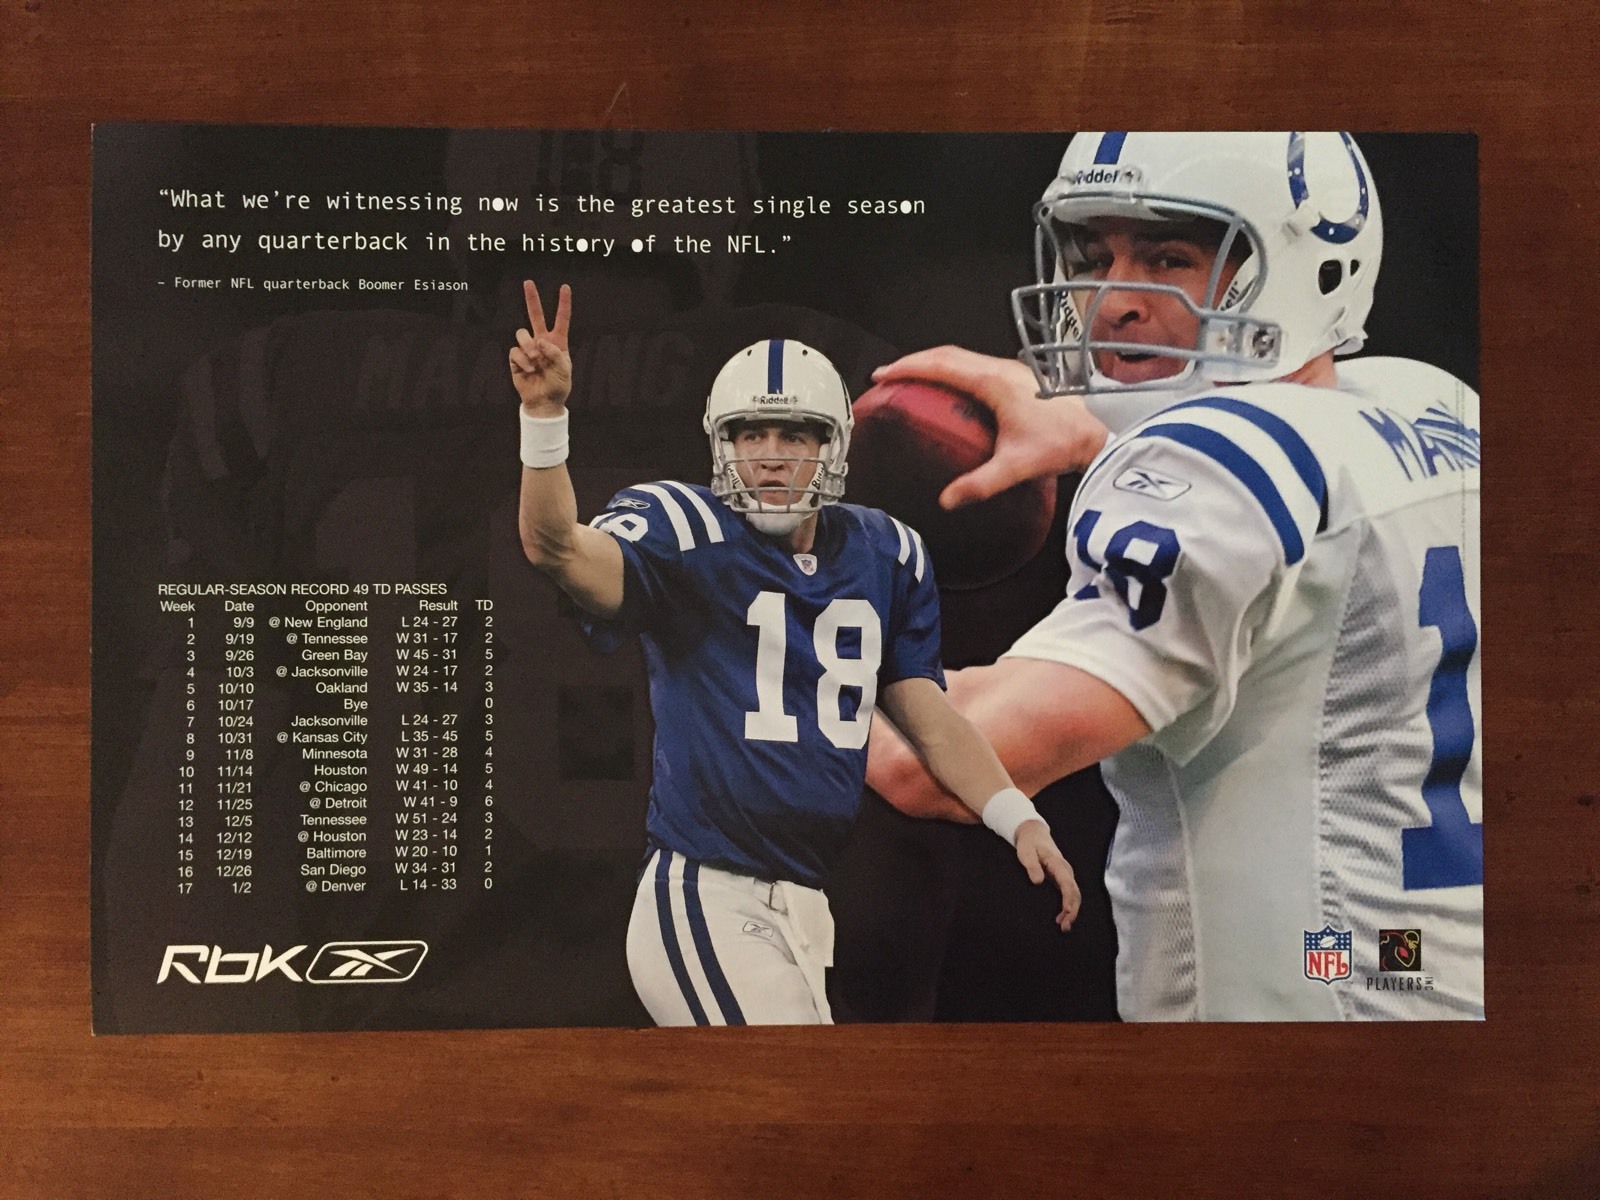 “What we’re witnessing now is the greatest single season
by any quarterback in the history of the NFL.”
– Former NFL quarterback Boomer Esiason
MANNING
Riddell
Riddell
MANN
18
18
18
1
REGULAR-SEASON RECORD 49 TD PASSES
Week Date Opponent Result TD
1 9/9 @ New England L 24 - 27 2
2 9/19 @ Tennessee W 31 - 17 2
3 9/26 Green Bay W 45 - 31 5
4 10/3 @ Jacksonville W 24 - 17 2
5 10/10 Oakland W 35 - 14 3
6 10/17 Bye 0
7 10/24 Jacksonville L 24 - 27 3
8 10/31 @ Kansas City L 35 - 45 5
9 11/8 Minnesota W 31 - 28 4
10 11/14 Houston W 49 - 14 5
11 11/21 @ Chicago W 41 - 10 4
12 11/25 @ Detroit W 41 - 9 6
13 12/5 Tennessee W 51 - 24 3
14 12/12 @ Houston W 23 - 14 2
15 12/19 Baltimore W 20 - 10 1
16 12/26 San Diego W 34 - 31 2
17 1/2 @ Denver L 14 - 33 0
RbK
NFL
PLAYERS INC